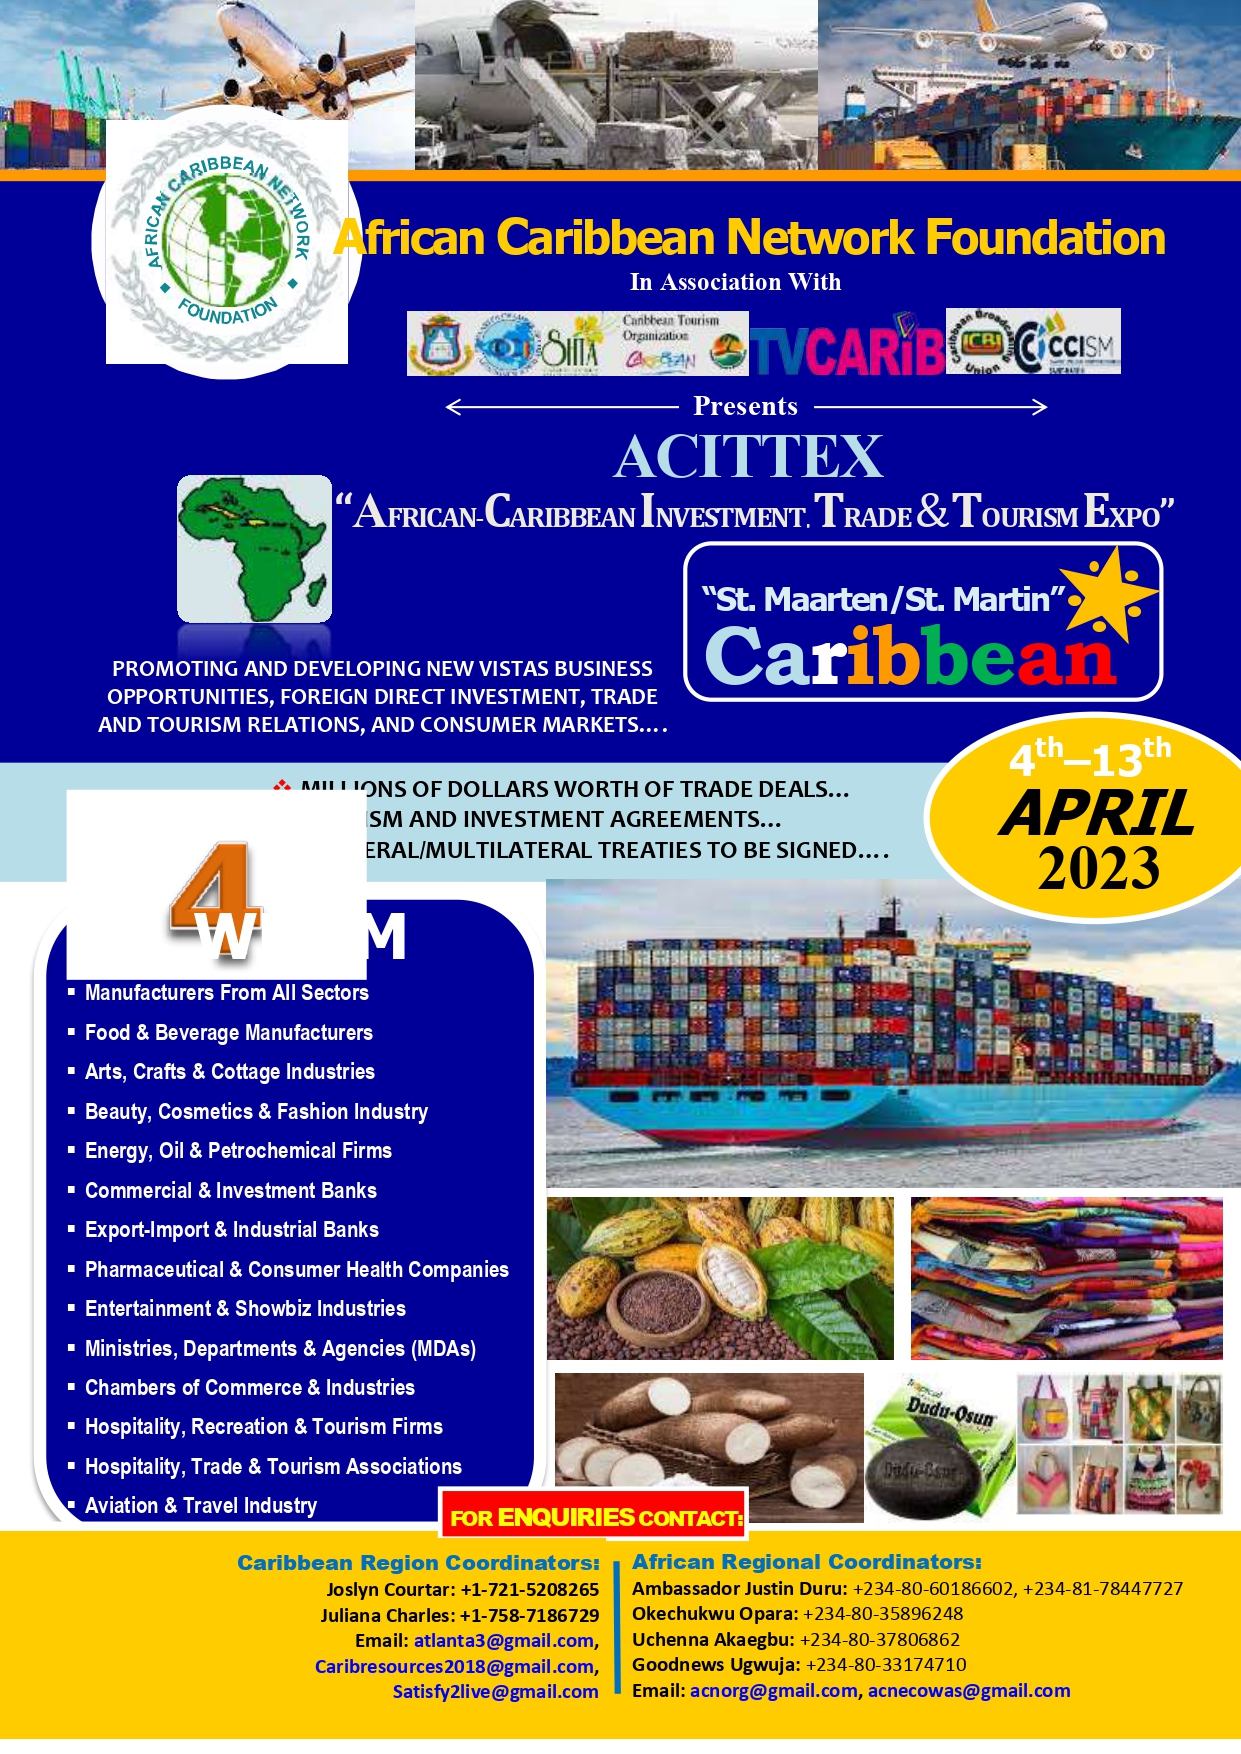 AFRICAN CARIBBEAN NETWORK
FOUNDATION
African Caribbean Network Foundation
In Association With
SHTA
Caribbean Tourism
Organization
CARIBBEAN
TVCARiB
Caribbean Broadcasting
Union
CCISM
Presents
ACITTEX
“AFRICAN-CARIBBEAN INVESTMENT, TRADE & TOURISM EXPO”
“St. Maarten/St. Martin”
Caribbean
PROMOTING AND DEVELOPING NEW VISTAS BUSINESS
OPPORTUNITIES, FOREIGN DIRECT INVESTMENT, TRADE
AND TOURISM RELATIONS, AND CONSUMER MARKETS….
4th–13th
APRIL
2023
❖ MILLIONS OF DOLLARS WORTH OF TRADE DEALS…
ISM AND INVESTMENT AGREEMENTS…
ERAL/MULTILATERAL TREATIES TO BE SIGNED….
4
W M
▪ Manufacturers From All Sectors
▪ Food & Beverage Manufacturers
▪ Arts, Crafts & Cottage Industries
▪ Beauty, Cosmetics & Fashion Industry
▪ Energy, Oil & Petrochemical Firms
▪ Commercial & Investment Banks
▪ Export-Import & Industrial Banks
▪ Pharmaceutical & Consumer Health Companies
▪ Entertainment & Showbiz Industries
▪ Ministries, Departments & Agencies (MDAs)
▪ Chambers of Commerce & Industries
▪ Hospitality, Recreation & Tourism Firms
▪ Hospitality, Trade & Tourism Associations
▪ Aviation & Travel Industry
Tropical
Dudu-Osun
Dudu-Osun
FOR ENQUIRIES CONTACT:
Caribbean Region Coordinators:
Joslyn Courtar: +1-721-5208265
Juliana Charles: +1-758-7186729
Email: atlanta3@gmail.com,
Caribresources2018@gmail.com,
Satisfy2live@gmail.com
African Regional Coordinators:
Ambassador Justin Duru: +234-80-60186602, +234-81-78447727
Okechukwu Opara: +234-80-35896248
Uchenna Akaegbu: +234-80-37806862
Goodnews Ugwuja: +234-80-33174710
Email: acnorg@gmail.com, acnecowas@gmail.com